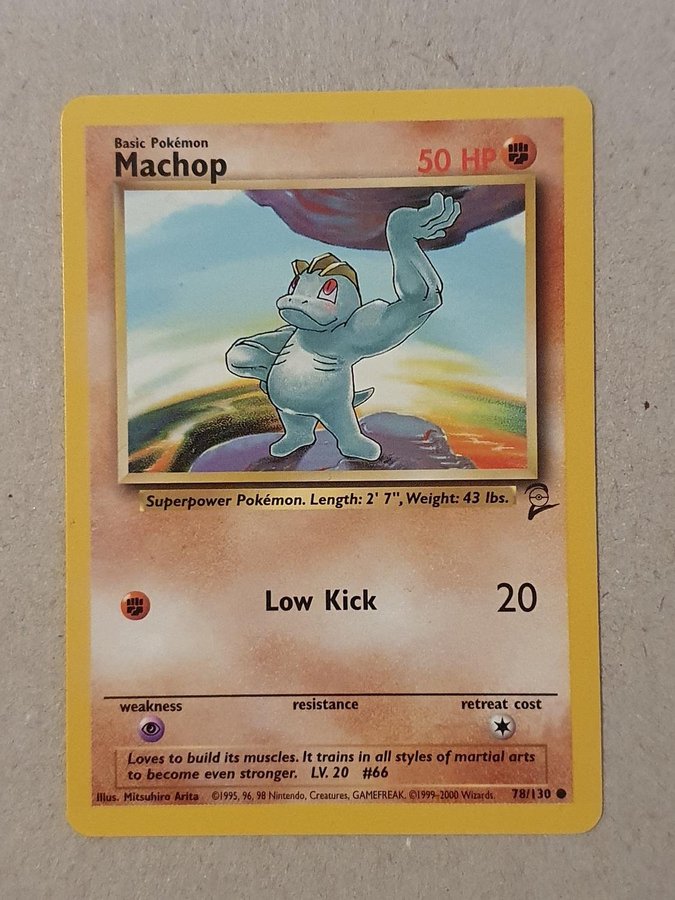 Basic Pokémon
Machop 50 HP
Superpower Pokémon. Length: 2' 7", Weight: 43 lbs.
Low Kick 20
weakness resistance retreat cost
Loves to build its muscles. It trains in all styles of martial arts
to become even stronger. LV. 20 #66
Illus. Mitsuhiro Arita ©1995, 96, 98 Nintendo, Creatures, GAMEFREAK. ©1999-2000 Wizards. 78/130